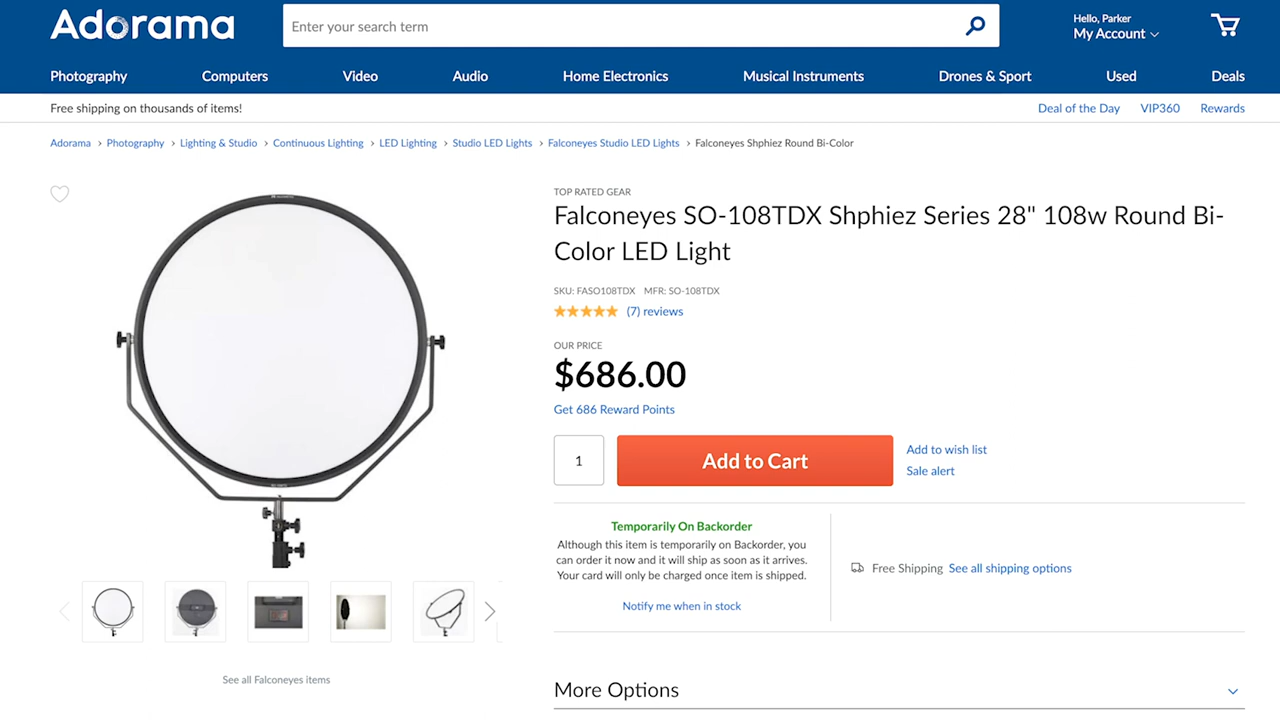 Adorama
Enter your search term
Hello, Parker
My Account
Photography Computers Video Audio Home Electronics Musical Instruments Drones & Sport Used Deals
Free shipping on thousands of items! Deal of the Day VIP360 Rewards
Adorama > Photography > Lighting & Studio > Continuous Lighting > LED Lighting > Studio LED Lights > Falconeyes Studio LED Lights > Falconeyes Shphiez Round Bi-Color
TOP RATED GEAR
Falconeyes SO-108TDX Shphiez Series 28" 108w Round Bi-
Color LED Light
SKU: FASO108TDX MFR: SO-108TDX
(7) reviews
OUR PRICE
$686.00
Get 686 Reward Points
1 Add to Cart
Add to wish list
Sale alert
Temporarily On Backorder
Although this item is temporarily on Backorder, you
can order it now and it will ship as soon as it arrives.
Your card will only be charged once item is shipped.
Notify me when in stock
Free Shipping See all shipping options
See all Falconeyes items
More Options